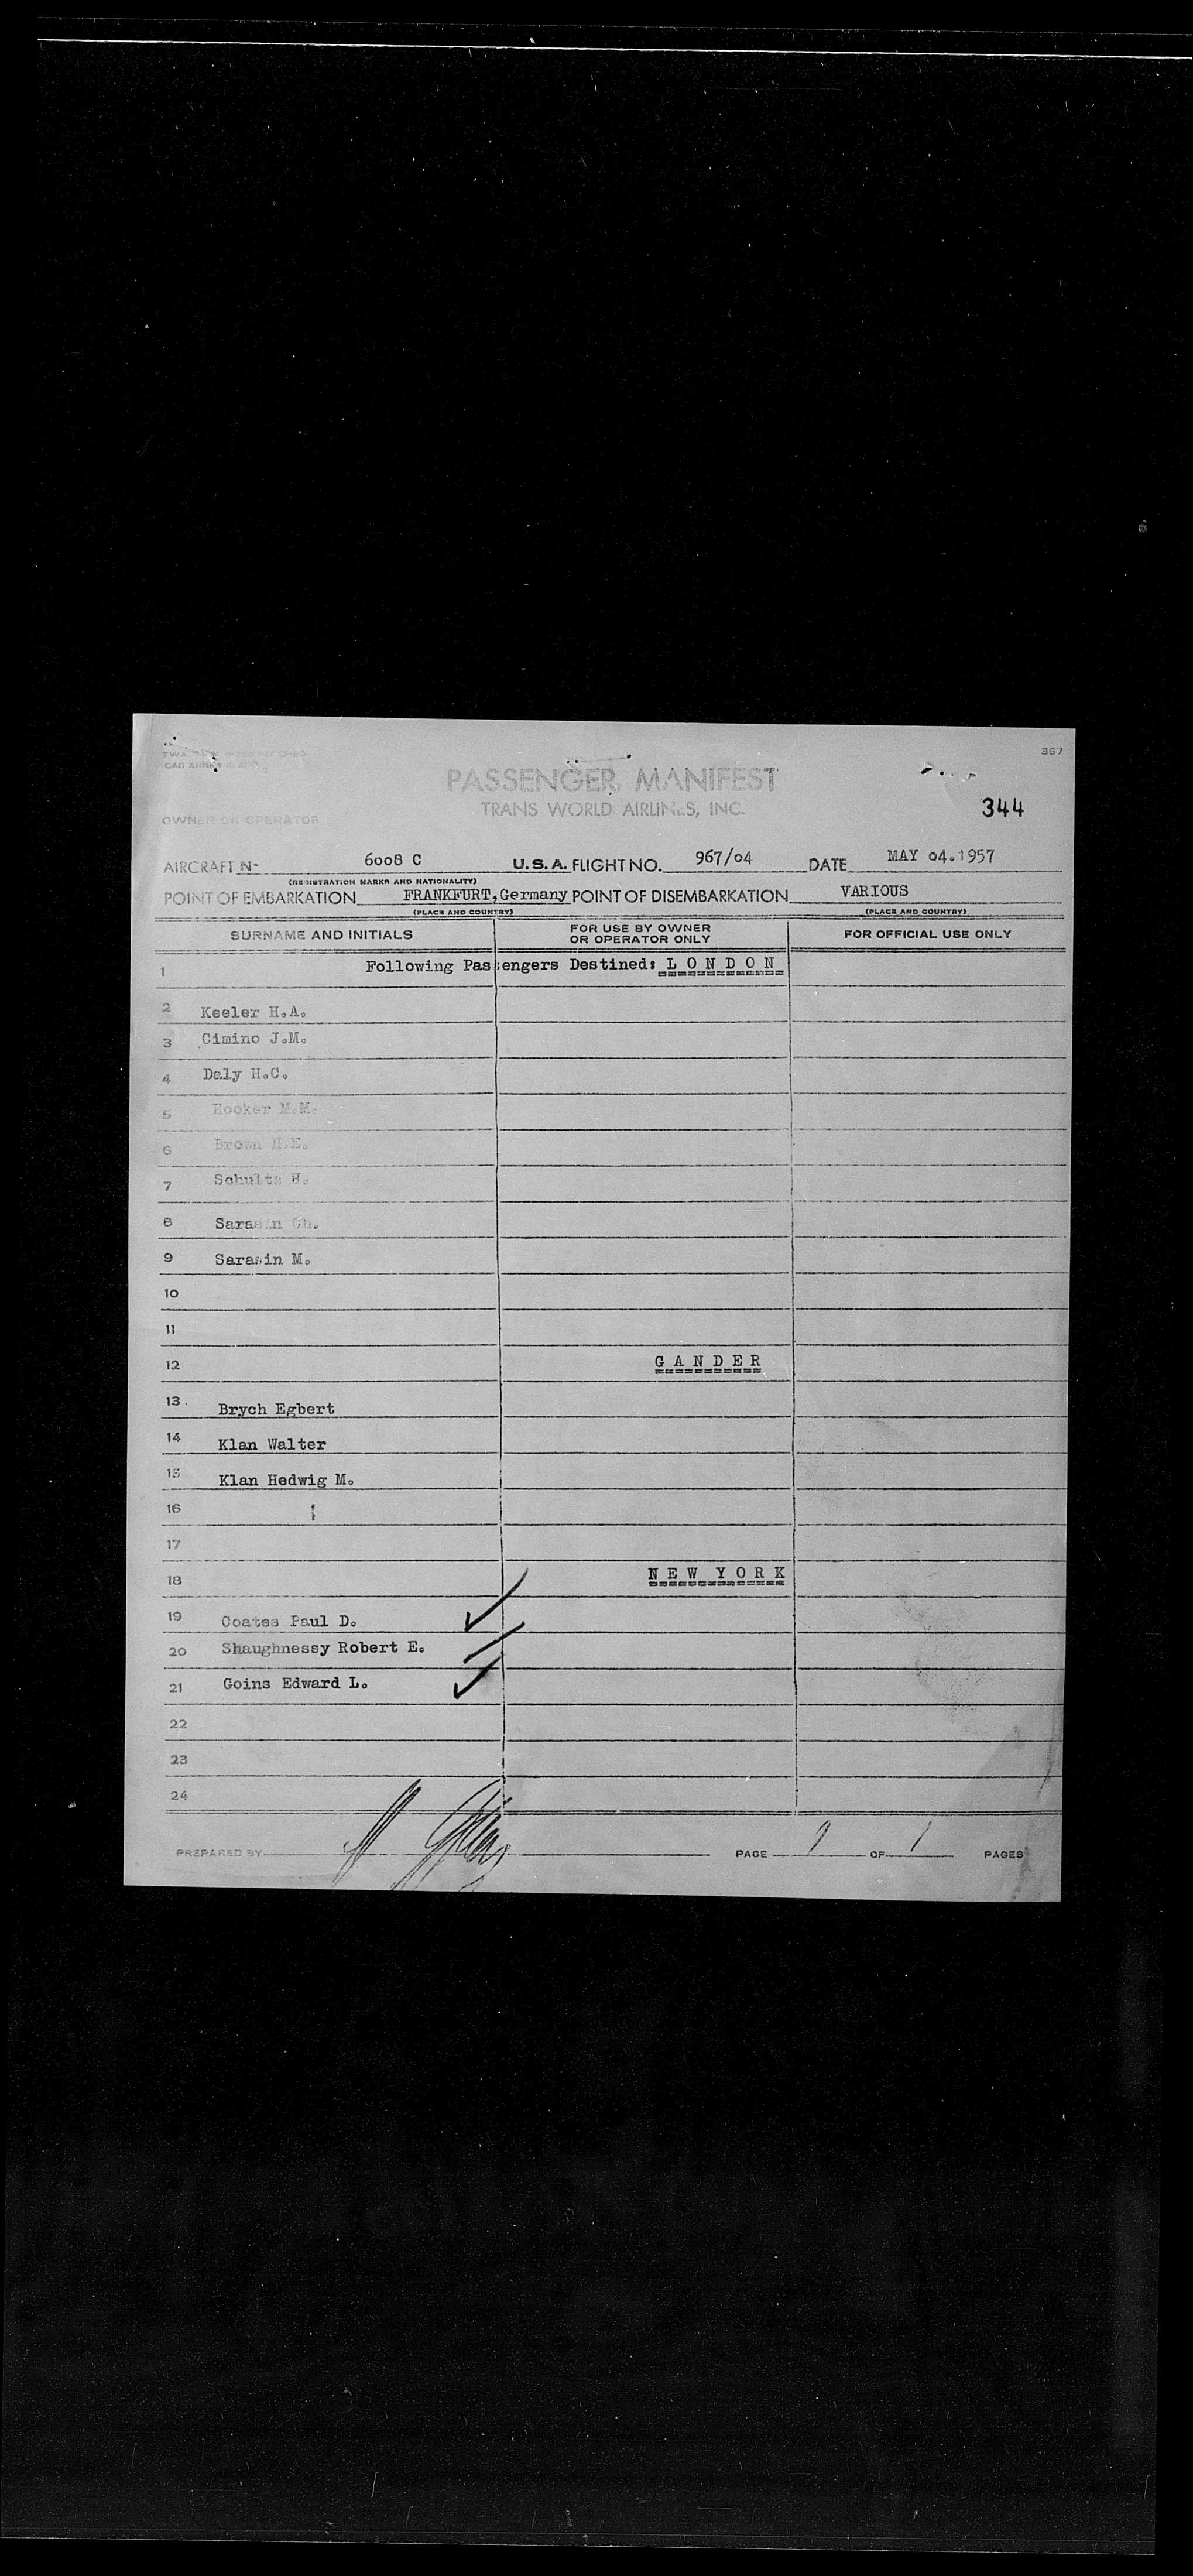 367
PASSENGER MANIFEST
TRANS WORLD AIRLINES, INC.
344
OWNER OR OPERATOR
AIRCRAFT N- 6008 C U.S.A. FLIGHT NO. 967/04 DATE MAY 04.1957
(REGISTRATION MARKS AND NATIONALITY)
POINT OF EMBARKATION FRANKFURT, Germany POINT OF DISEMBARKATION VARIOUS
(PLACE AND COUNTRY) (PLACE AND COUNTRY)
SURNAME AND INITIALS FOR USE BY OWNER OR OPERATOR ONLY FOR OFFICIAL USE ONLY
1 Following Passengers Destined: L O N D O N
2 Keeler H.A.
3 Cimino J.M.
4 Daly H.C.
5 Hooker M.M.
6 Brown H.E.
7 Schultz H.
8 Sarasin Ch.
9 Sarasin M.
10
11
12 G A N D E R
13 Brych Egbert
14 Klan Walter
15 Klan Hedwig M.
16
17
18 N E W Y O R K
19 Coates Paul D.
20 Shaughnessy Robert E.
21 Goins Edward L.
22
23
24
PREPARED BY PAGE 1 OF 1 PAGES